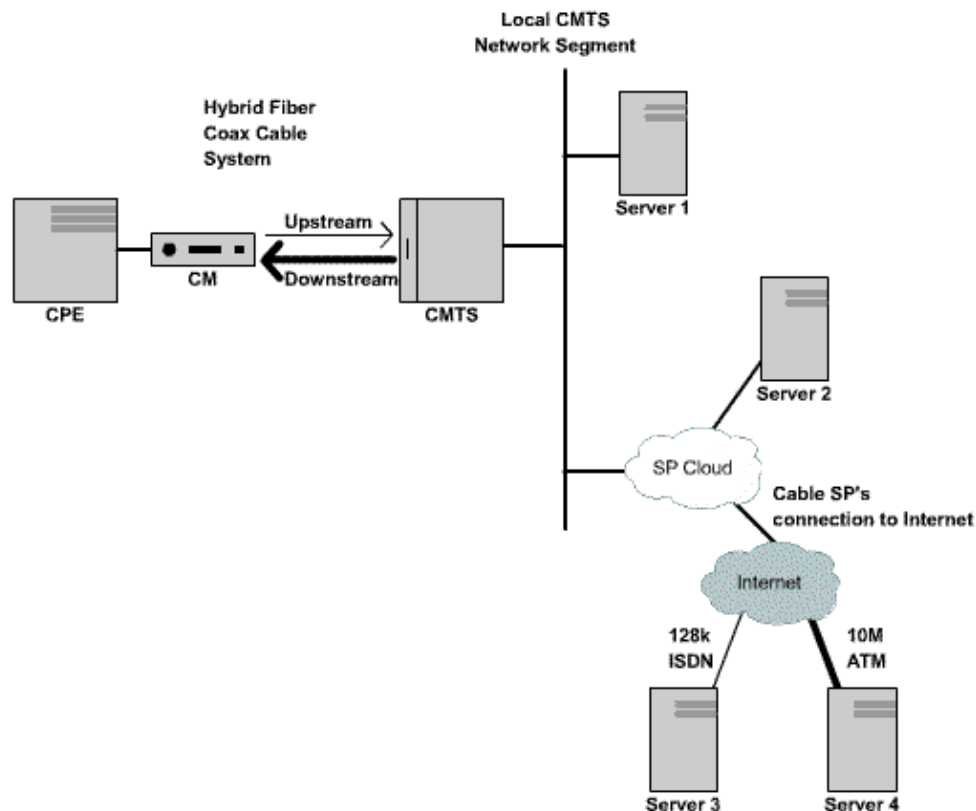 Local CMTS
Network Segment
Hybrid Fiber
Coax Cable
System
Server 1
Upstream
Downstream
CPE
CM
CMTS
Server 2
SP Cloud
Cable SP's
connection to Internet
Internet
128k
ISDN
10M
ATM
Server 3
Server 4